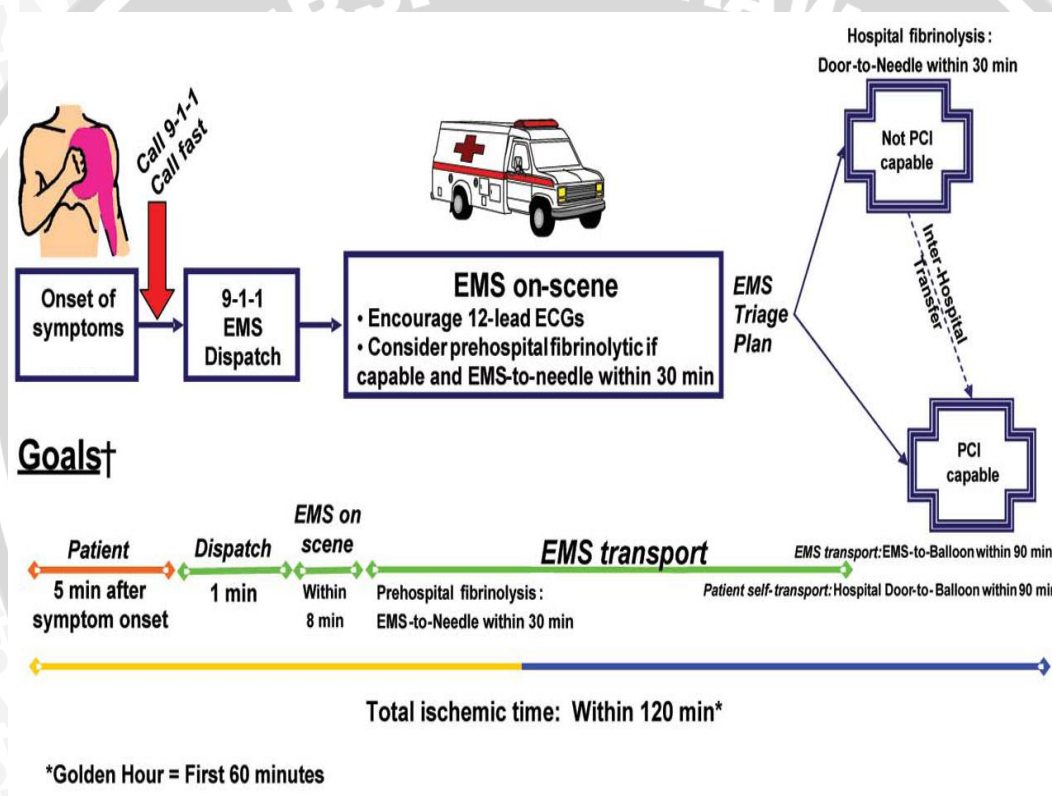 Hospital fibrinolysis :
Door-to-Needle within 30 min
Call 9-1-1
Call fast
Not PCI
capable
Inter-Hospital
Transfer
Onset of
symptoms
9-1-1
EMS
Dispatch
EMS on-scene
• Encourage 12-lead ECGs
• Consider prehospital fibrinolytic if
capable and EMS-to-needle within 30 min
EMS
Triage
Plan
PCI
capable
Goals†
Patient
5 min after
symptom onset
Dispatch
1 min
EMS on
scene
Within
8 min
EMS transport
Prehospital fibrinolysis :
EMS-to-Needle within 30 min
EMS transport: EMS-to-Balloon within 90 min
Patient self-transport: Hospital Door-to-Balloon within 90 min
Total ischemic time: Within 120 min*
*Golden Hour = First 60 minutes